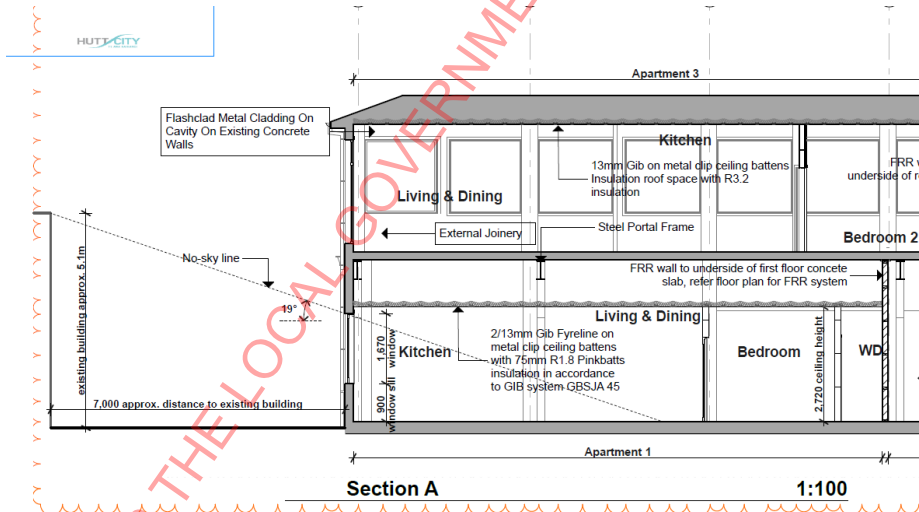 HUTT CITY
THE LOCAL GOVERNM
Apartment 3
Flashclad Metal Cladding On
Cavity On Existing Concrete
Walls
Kitchen
13mm Gib on metal clip ceiling battens
Insulation roof space with R3.2
insulation
FRR w
underside of r
Living & Dining
External Joinery
Steel Portal Frame
Bedroom 2
No-sky line
FRR wall to underside of first floor concete
slab, refer floor plan for FRR system
existing building approx. 5.1m
19°
Living & Dining
1,670
window
Kitchen
2/13mm Gib Fyreline on
metal clip ceiling battens
with 75mm R1.8 Pinkbatts
insulation in accordance
to GIB system GBSJA 45
Bedroom
WD
2,720 ceiling height
900
window sill
7,000 approx. distance to existing building
Apartment 1
Section A
1:100